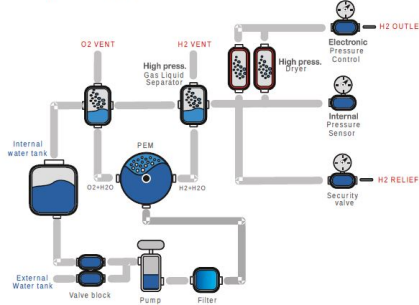 H2 OUTLE
O2 VENT
H2 VENT
Electronic
Pressure
Control
High press.
Gas Liquid
Separator
High press.
Dryer
Internal
Pressure
Sensor
Internal
water tank
PEM
O2+H2O
H2+H2O
H2 RELIEF
Security
valve
External
Water tank
Valve block
Pump
Filter